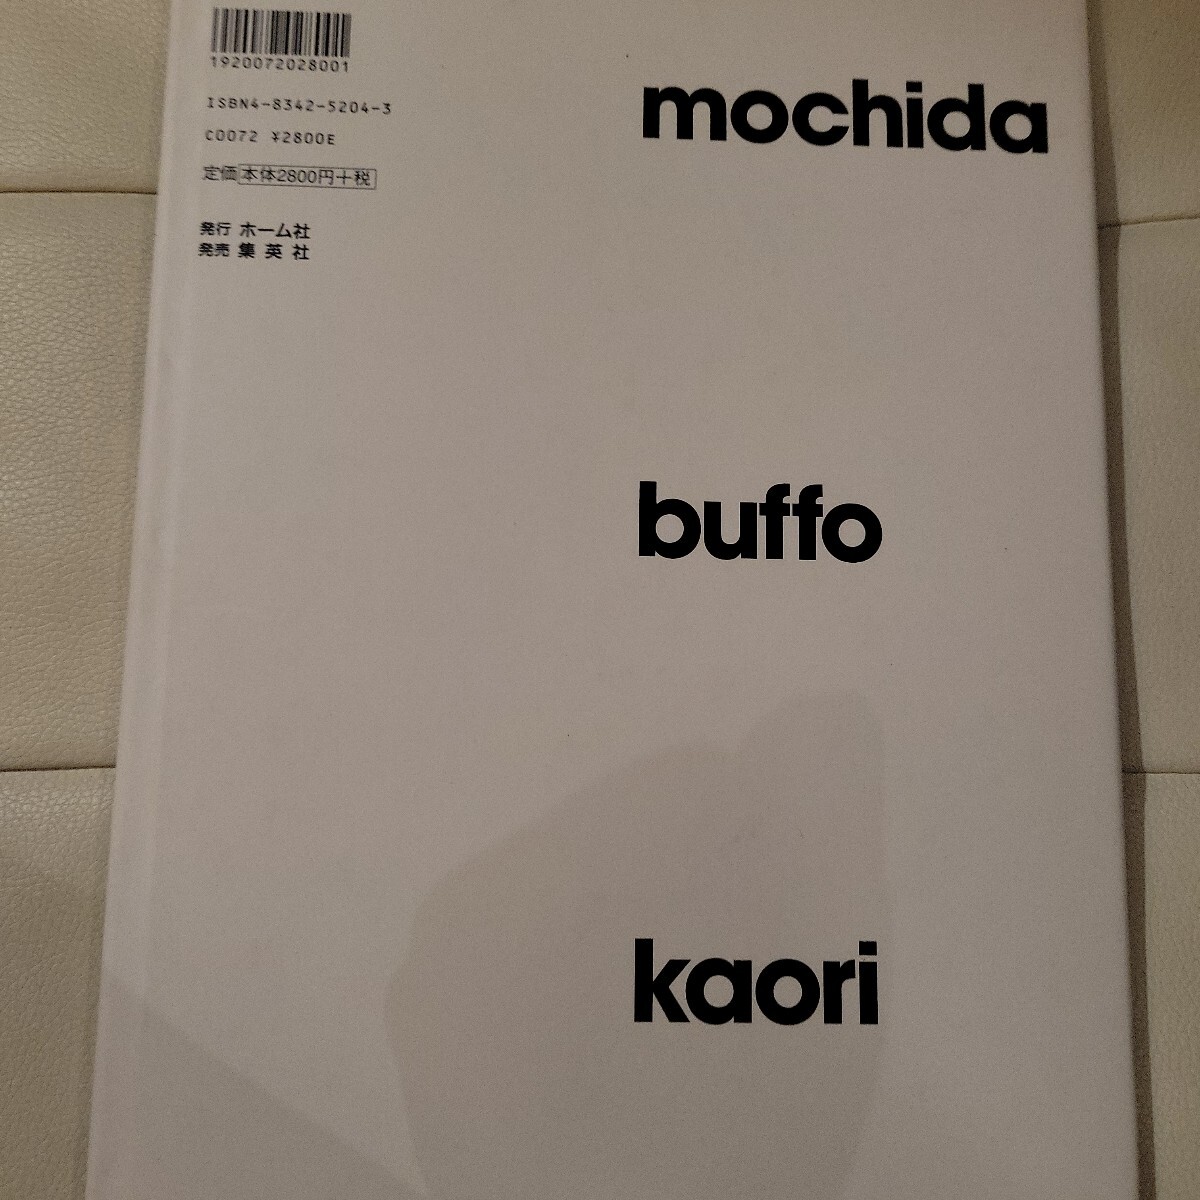 1920072028001
ISBN4-8342-5204-3
C0072 ¥2800E
定価本体2800円+税
発行 ホーム社
発売 集英社
mochida
buffo
kaori